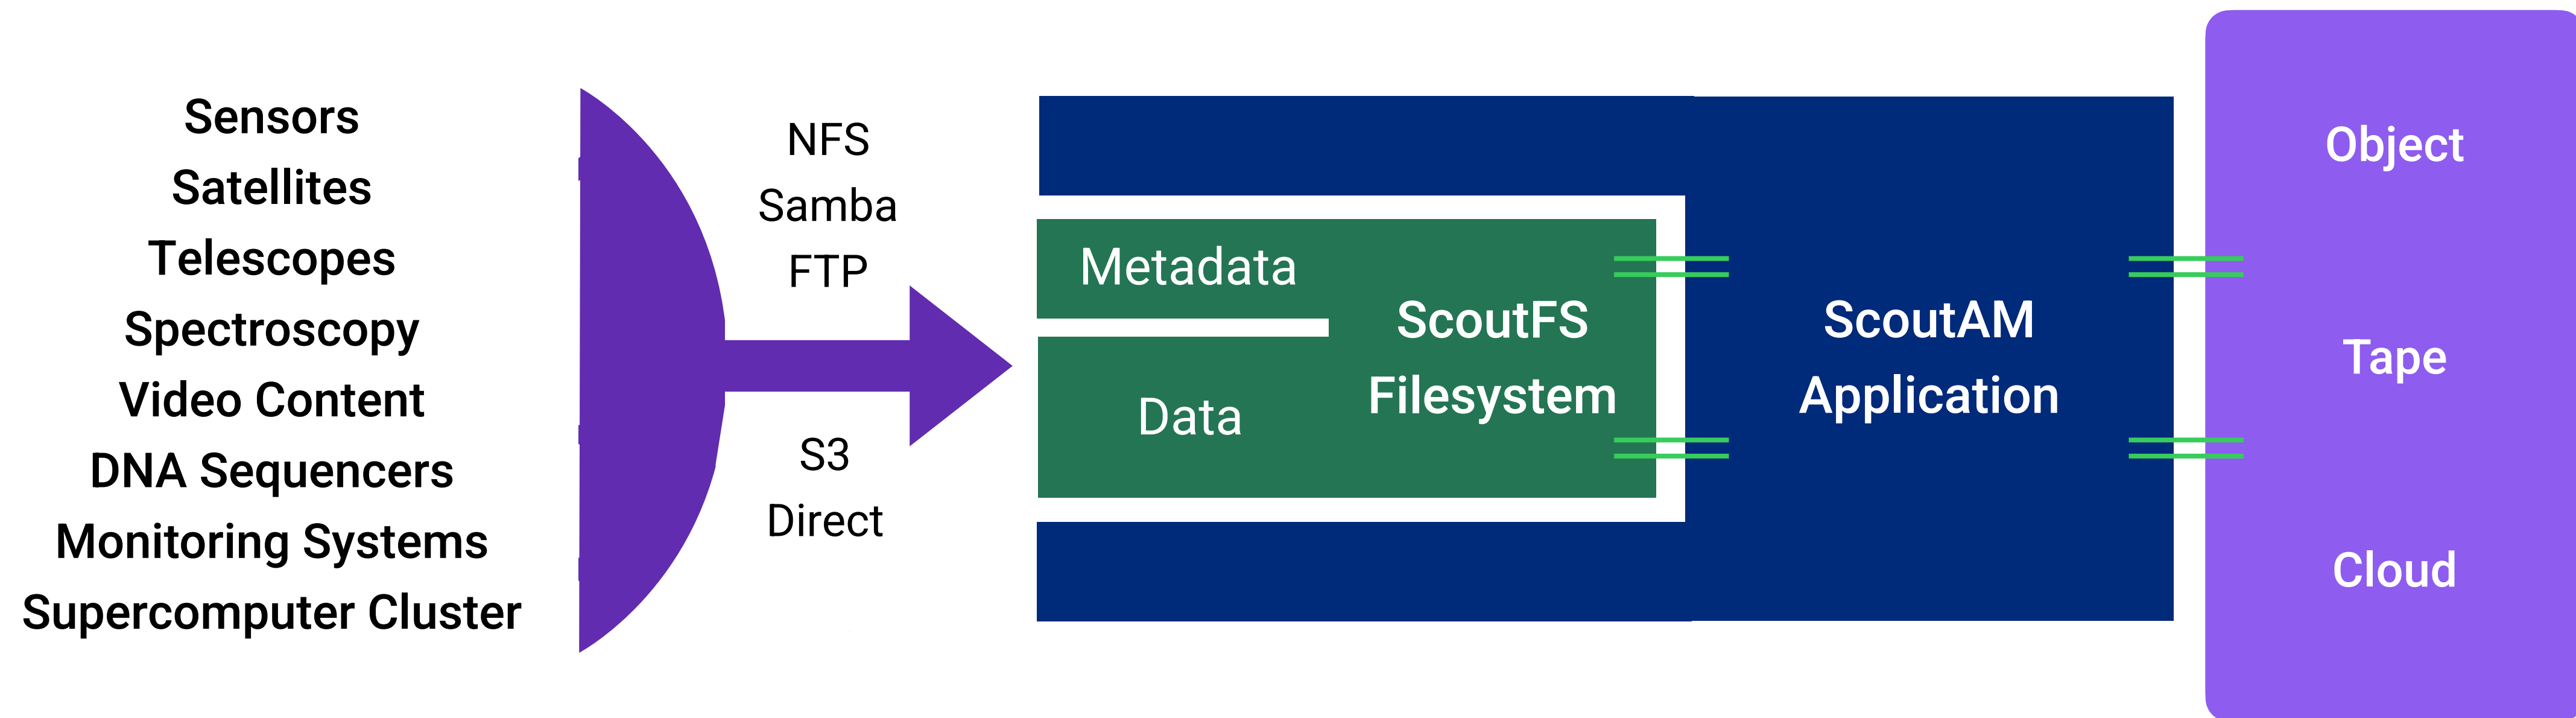 Sensors
Satellites
Telescopes
Spectroscopy
Video Content
DNA Sequencers
Monitoring Systems
Supercomputer Cluster
NFS
Samba
FTP
S3
Direct
Metadata
Data
ScoutFS
Filesystem
ScoutAM
Application
Object
Tape
Cloud